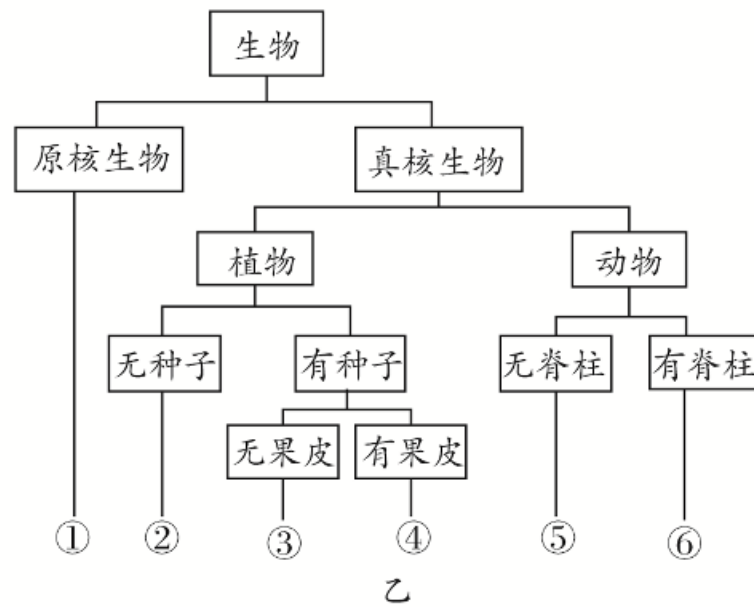 生物
原核生物 真核生物
植物 动物
无种子 有种子 无脊柱 有脊柱
无果皮 有果皮
① ② ③ ④ ⑤ ⑥
乙